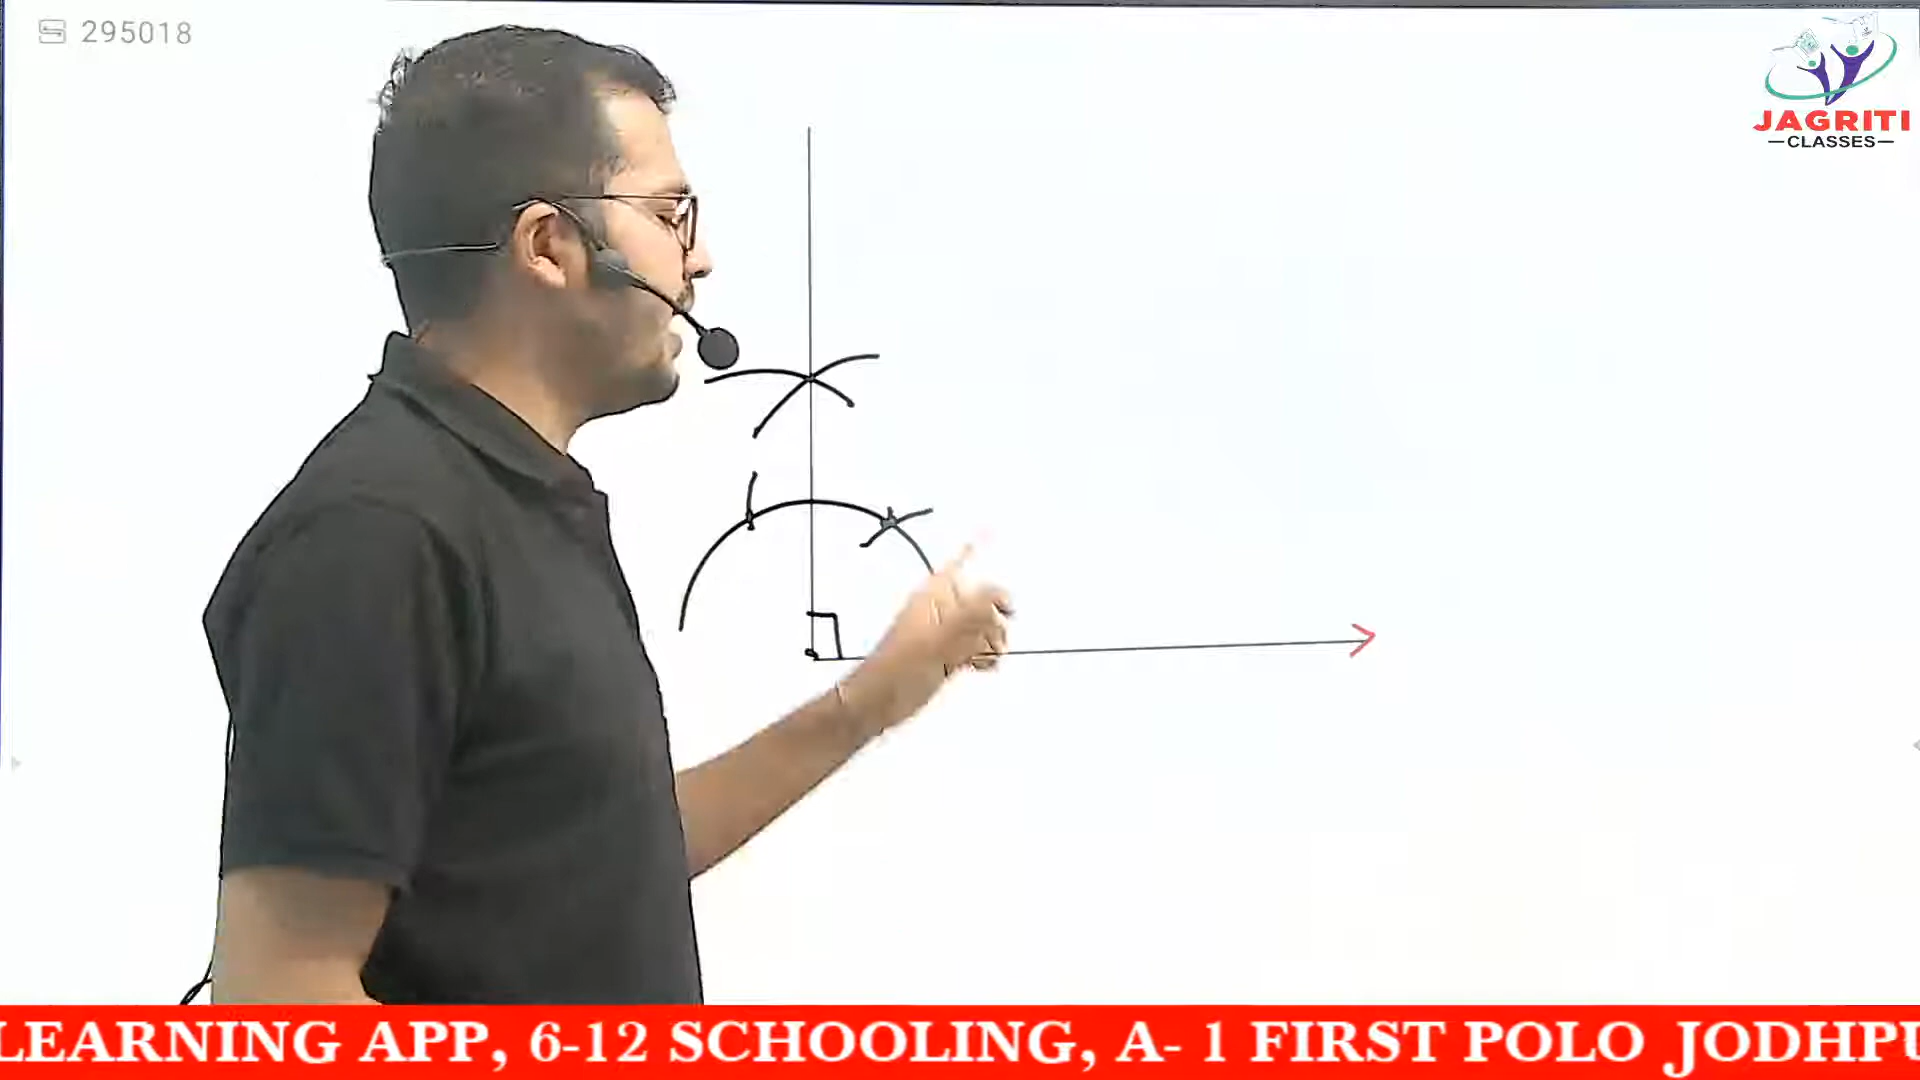 295018
JAGRITI
CLASSES
LEARNING APP, 6-12 SCHOOLING, A- 1 FIRST POLO JODHPU